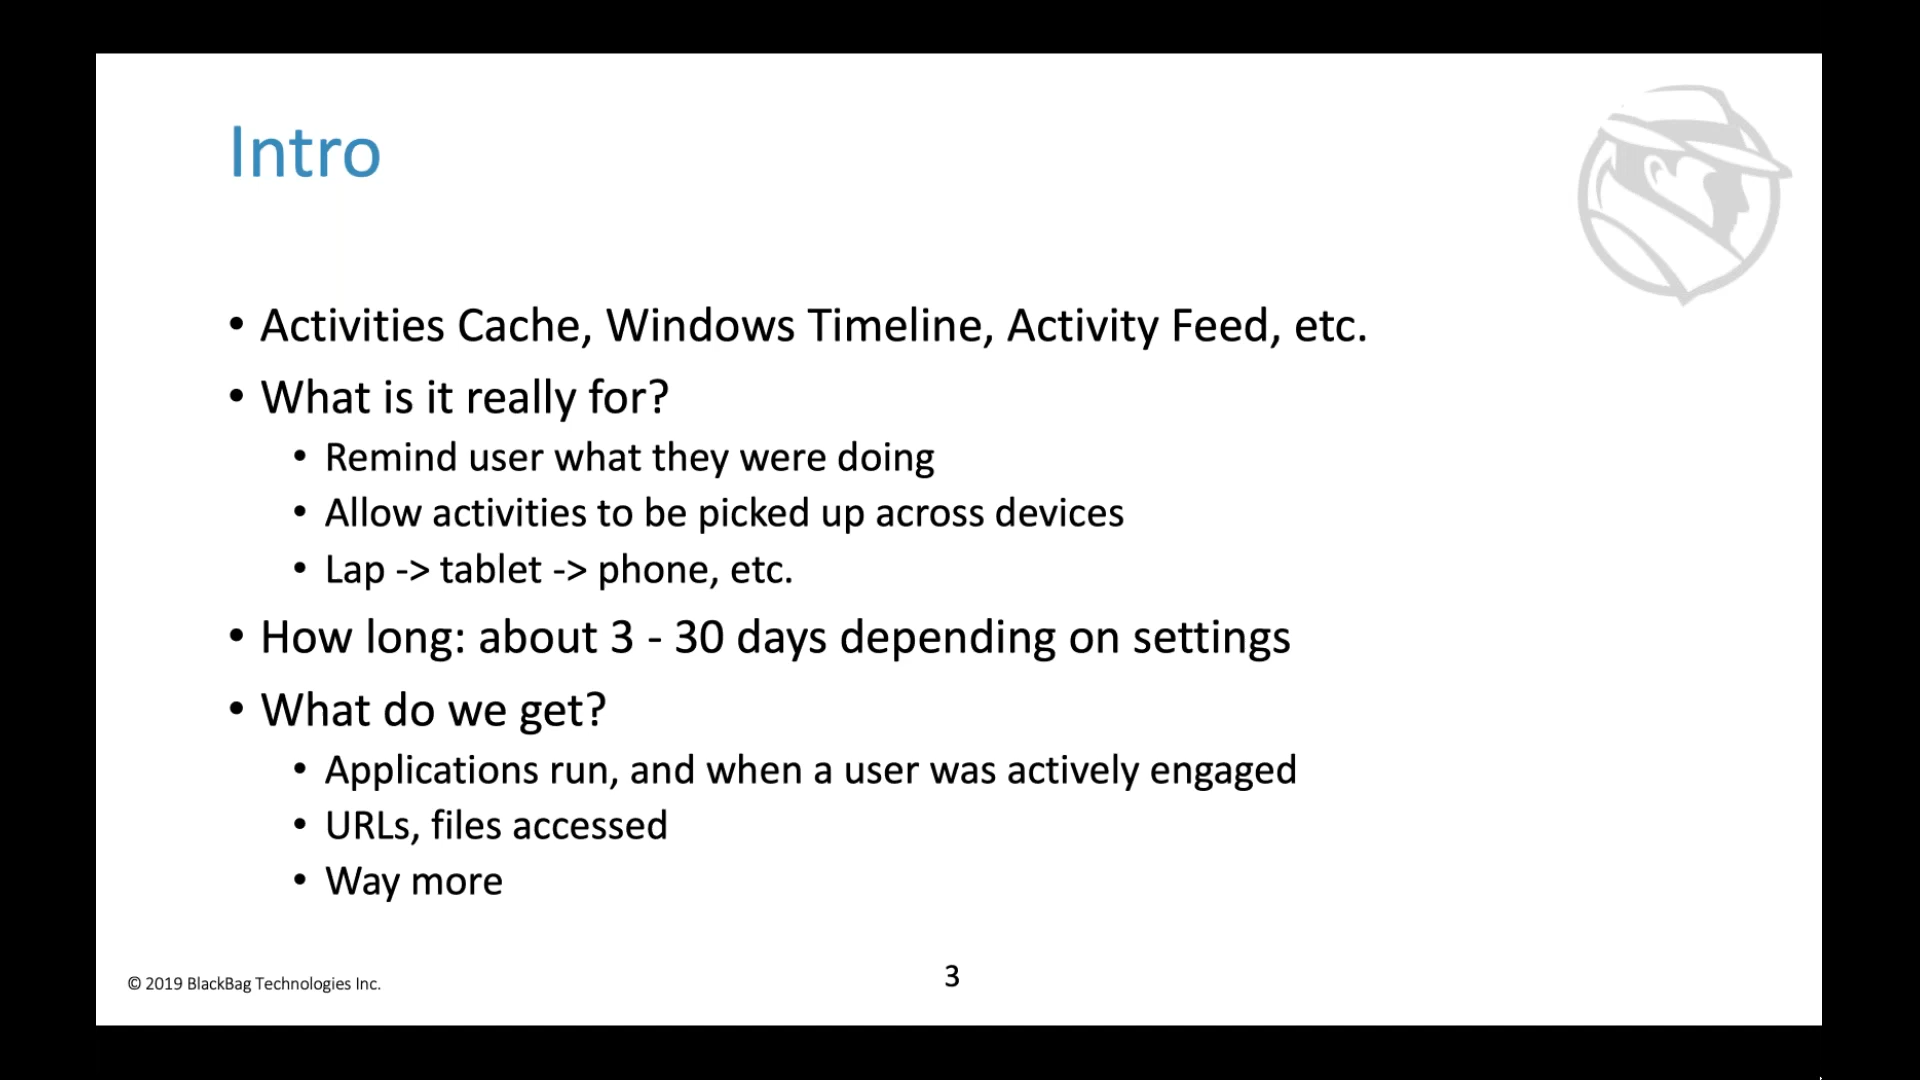 Intro
• Activities Cache, Windows Timeline, Activity Feed, etc.
• What is it really for?
• Remind user what they were doing
• Allow activities to be picked up across devices
• Lap -> tablet -> phone, etc.
• How long: about 3 - 30 days depending on settings
• What do we get?
• Applications run, and when a user was actively engaged
• URLs, files accessed
• Way more
© 2019 BlackBag Technologies Inc.
3